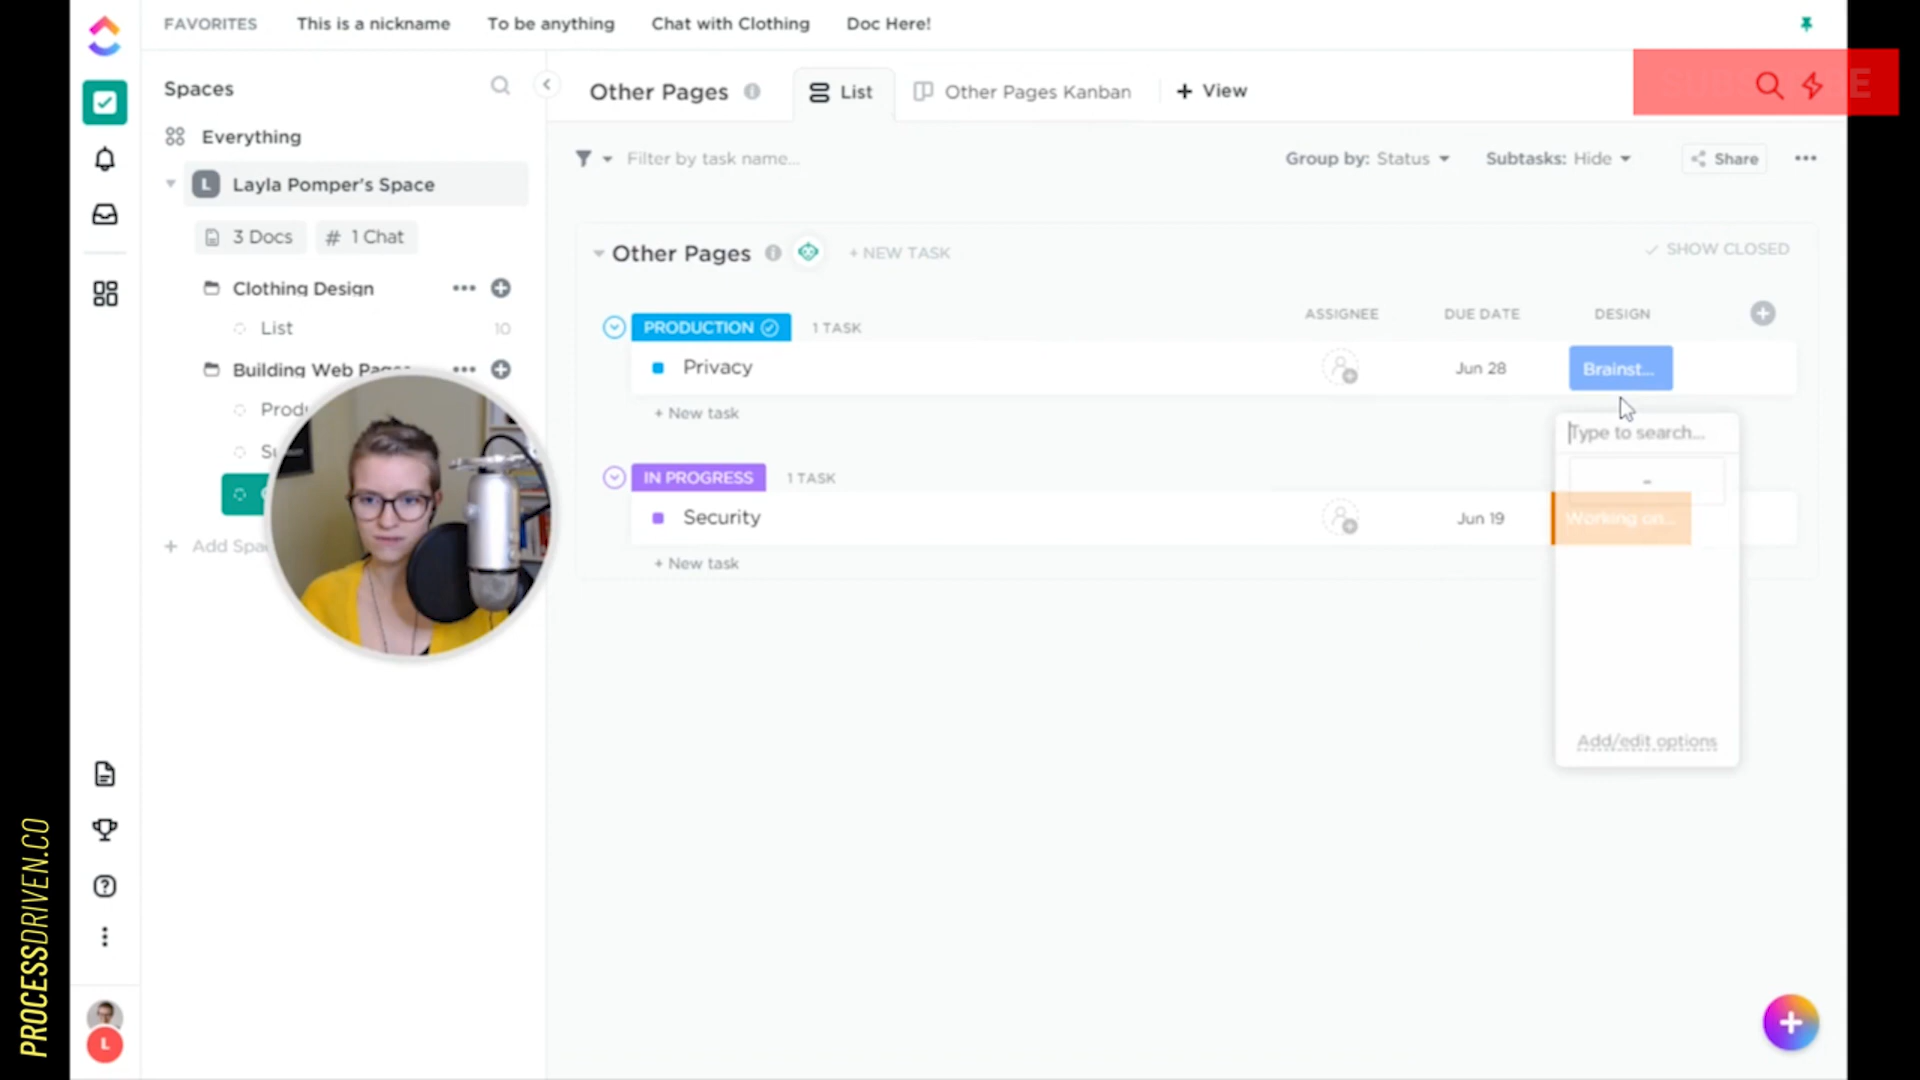 FAVORITES This is a nickname To be anything Chat with Clothing Doc Here!
Spaces
Everything
L Layla Pomper's Space
3 Docs # 1 Chat
Clothing Design
List 10
Building Web Pages
Add Spa
Other Pages List Other Pages Kanban + View
Filter by task name...
Group by: Status Subtasks: Hide Share
Other Pages + NEW TASK SHOW CLOSED
PRODUCTION 1 TASK ASSIGNEE DUE DATE DESIGN
Privacy Jun 28 Brainst...
+ New task
Type to search...
-
IN PROGRESS 1 TASK
Security Jun 19 Working on...
+ New task
Add/edit options
L
PROCESSDRIVEN.CO